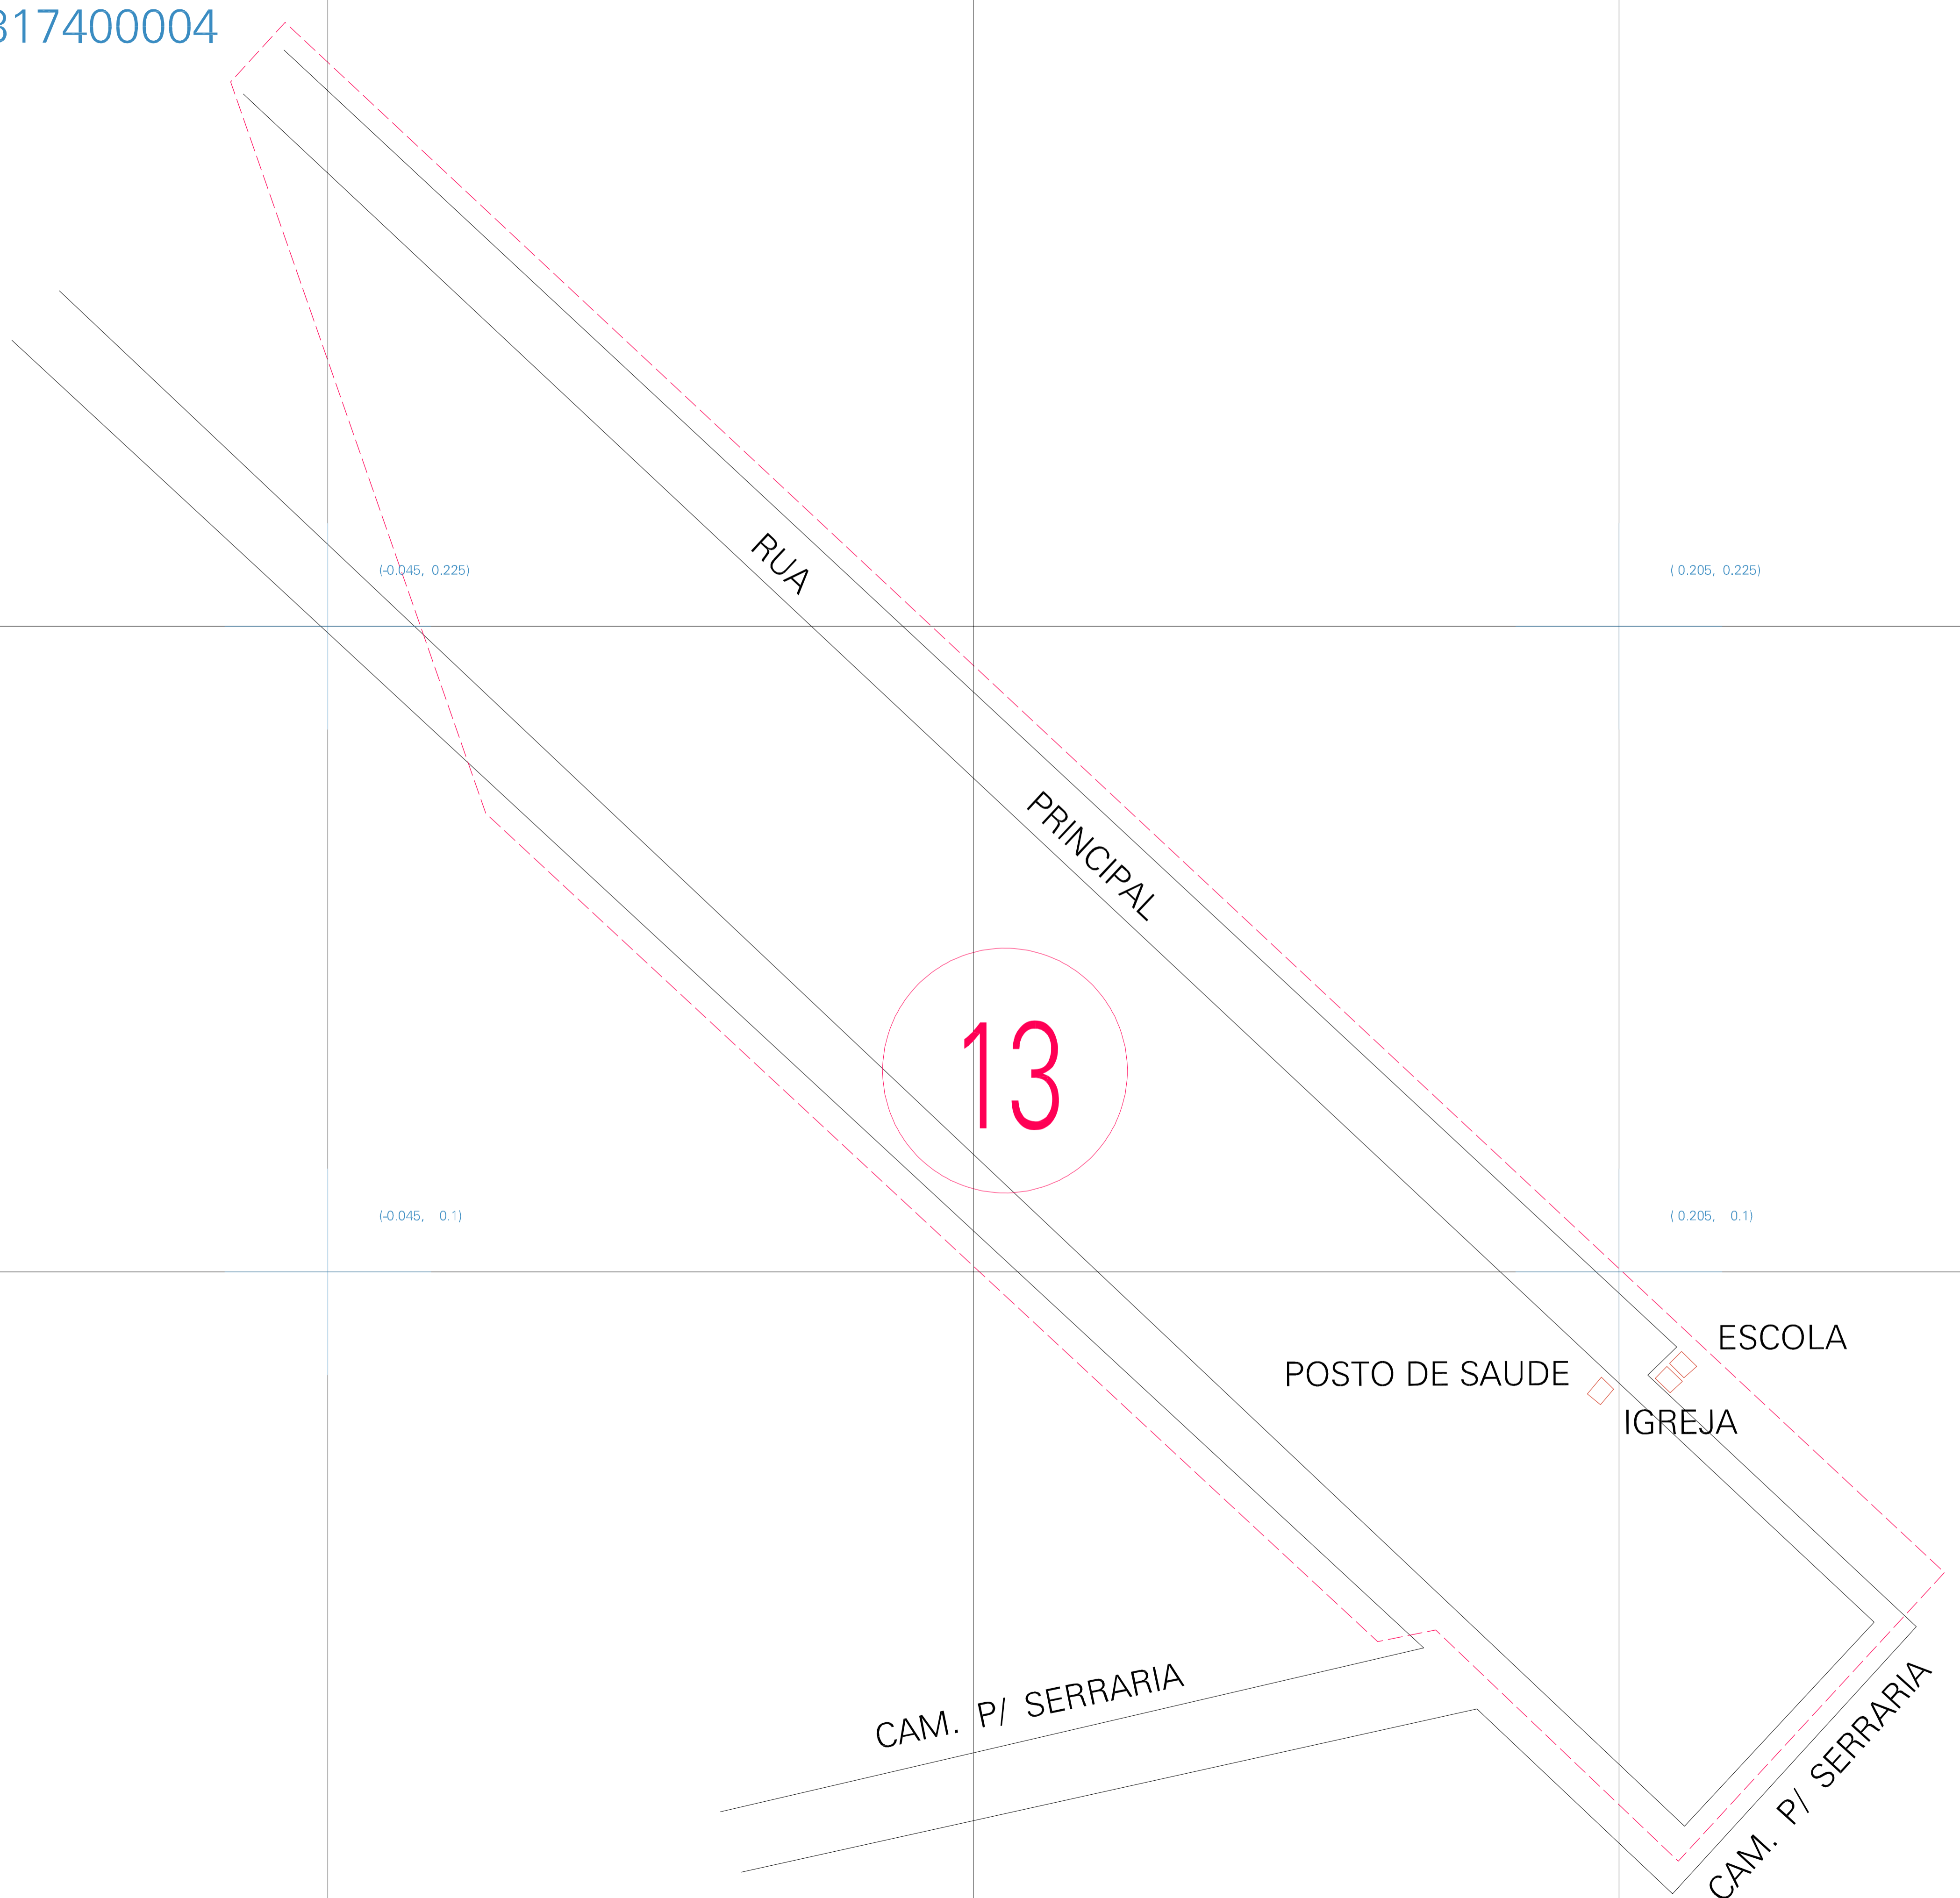 317400004
(-0.045, 0.225)
( 0.205, 0.225)
RUA PRINCIPAL
13
(-0.045, 0.1)
( 0.205, 0.1)
ESCOLA
POSTO DE SAUDE
IGREJA
CAM. P/ SERRARIA
CAM. P/ SERRARIA